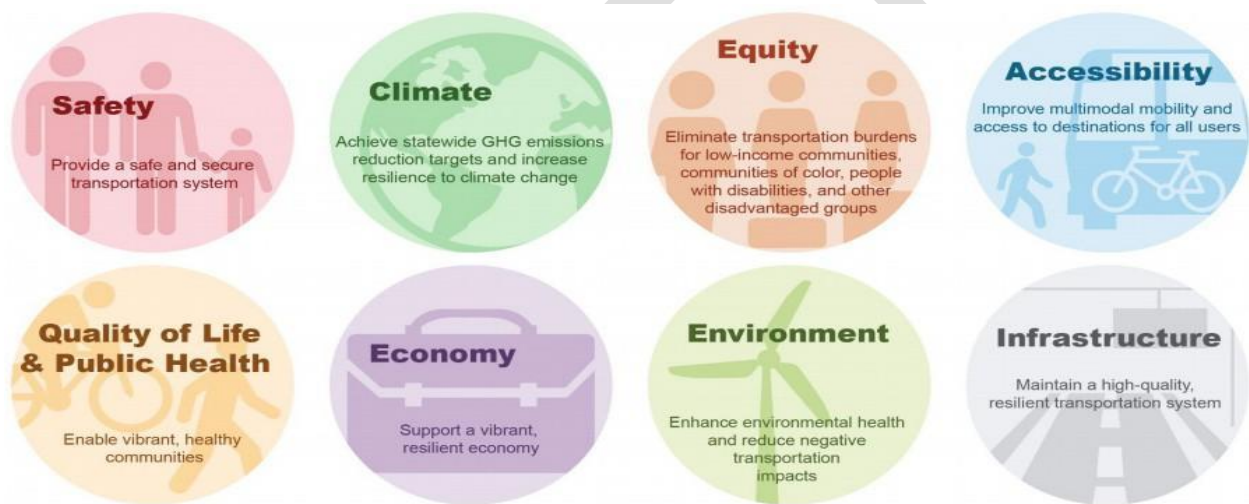 Safety
Provide a safe and secure
transportation system
Climate
Achieve statewide GHG emissions
reduction targets and increase
resilience to climate change
Equity
Eliminate transportation burdens
for low-income communities,
communities of color, people
with disabilities, and other
disadvantaged groups
Accessibility
Improve multimodal mobility and
access to destinations for all users
Quality of Life
& Public Health
Enable vibrant, healthy
communities
Economy
Support a vibrant,
resilient economy
Environment
Enhance environmental health
and reduce negative
transportation
impacts
Infrastructure
Maintain a high-quality,
resilient transportation system